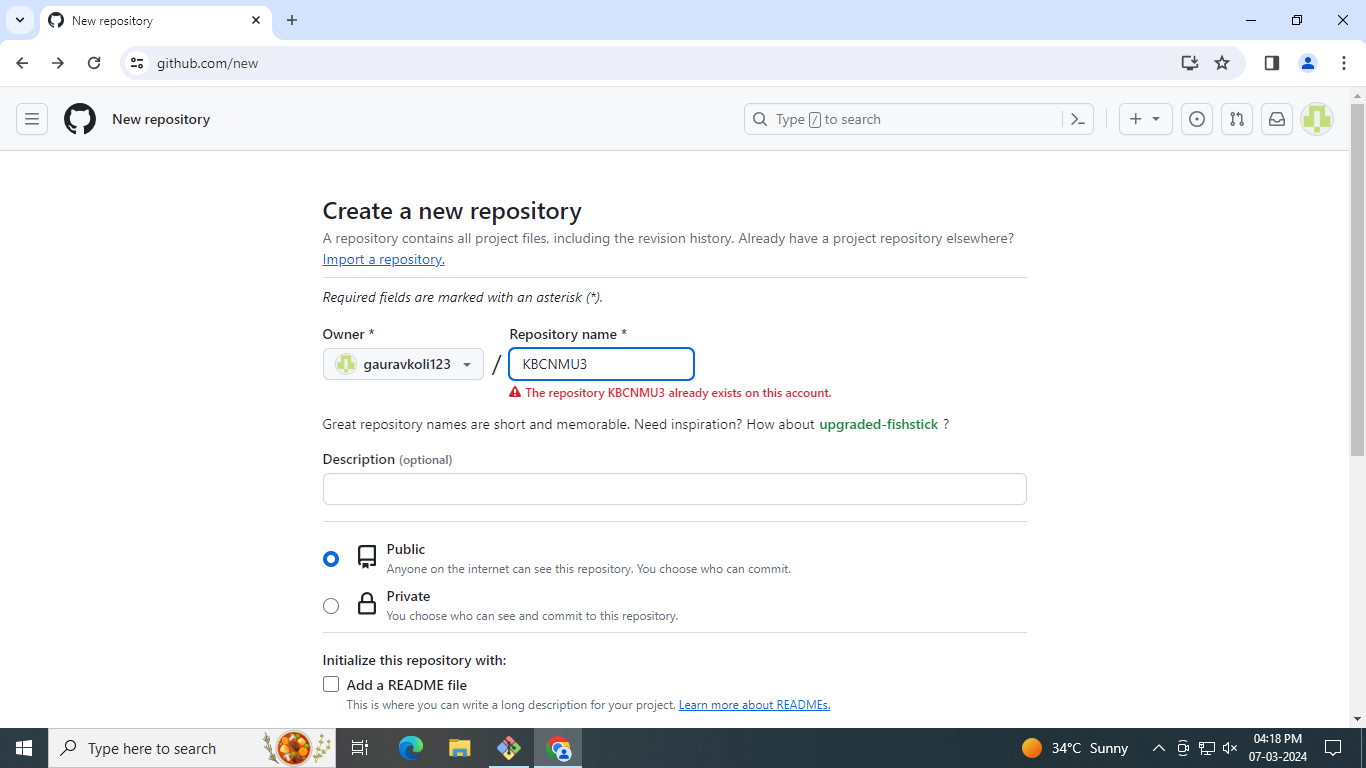 New repository
github.com/new
New repository
Type / to search
Create a new repository
A repository contains all project files, including the revision history. Already have a project repository elsewhere?
Import a repository.
Required fields are marked with an asterisk (*).
Owner * Repository name *
gauravkoli123 / KBCNMU3
The repository KBCNMU3 already exists on this account.
Great repository names are short and memorable. Need inspiration? How about upgraded-fishstick ?
Description (optional)
Public
Anyone on the internet can see this repository. You choose who can commit.
Private
You choose who can see and commit to this repository.
Initialize this repository with:
Add a README file
This is where you can write a long description for your project. Learn more about READMEs.
Type here to search
34°C Sunny
04:18 PM
07-03-2024